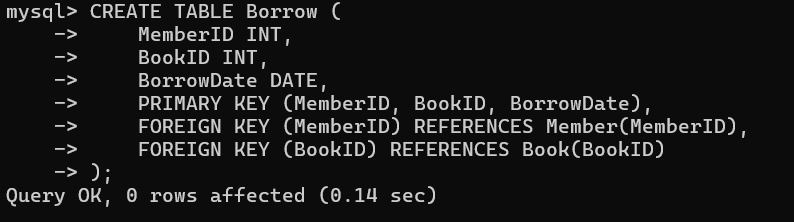 mysql> CREATE TABLE Borrow (
    ->     MemberID INT,
    ->     BookID INT,
    ->     BorrowDate DATE,
    ->     PRIMARY KEY (MemberID, BookID, BorrowDate),
    ->     FOREIGN KEY (MemberID) REFERENCES Member(MemberID),
    ->     FOREIGN KEY (BookID) REFERENCES Book(BookID)
    -> );
Query OK, 0 rows affected (0.14 sec)